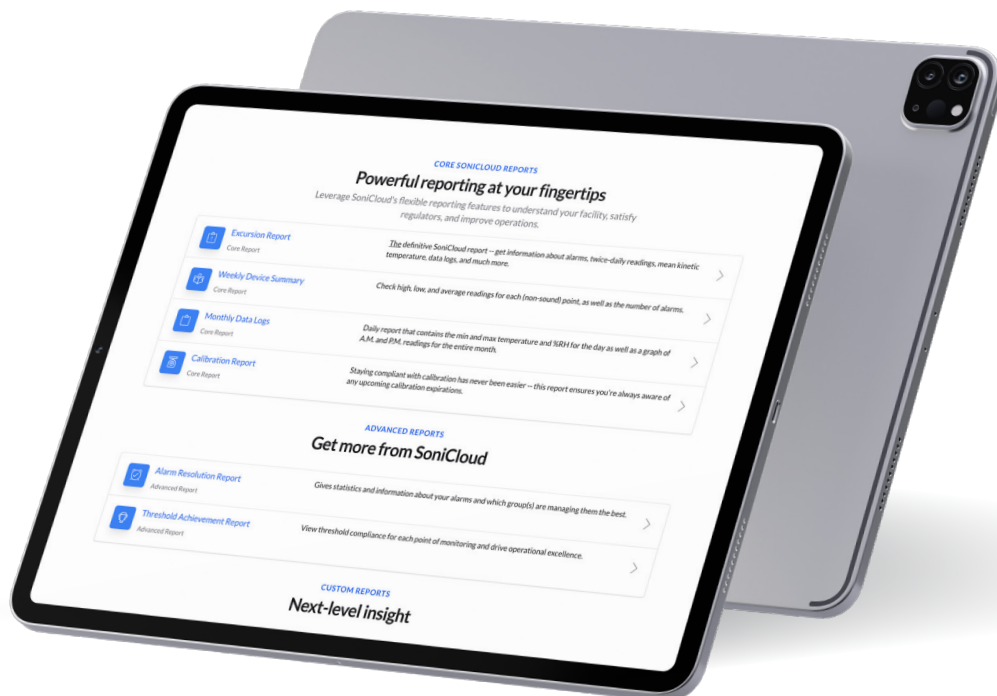 CORE SONICLOUD REPORTS
Powerful reporting at your fingertips
Leverage SoniCloud's flexible reporting features to understand your facility, satisfy
regulators, and improve operations.
Excursion Report
Core Report
The definitive SoniCloud report -- get information about alarms, twice-daily readings, mean kinetic
temperature, data logs, and much more.
Weekly Device Summary
Core Report
Check high, low, and average readings for each (non-sound) point, as well as the number of alarms.
Monthly Data Logs
Core Report
Daily report that contains the min and max temperature and %RH for the day as well as a graph of
A.M. and P.M. readings for the entire month.
Calibration Report
Core Report
Staying compliant with calibration has never been easier -- this report ensures you're always aware of
any upcoming calibration expirations.
ADVANCED REPORTS
Get more from SoniCloud
Alarm Resolution Report
Advanced Report
Gives statistics and information about your alarms and which group(s) are managing them the best.
Threshold Achievement Report
Advanced Report
View threshold compliance for each point of monitoring and drive operational excellence.
CUSTOM REPORTS
Next-level insight